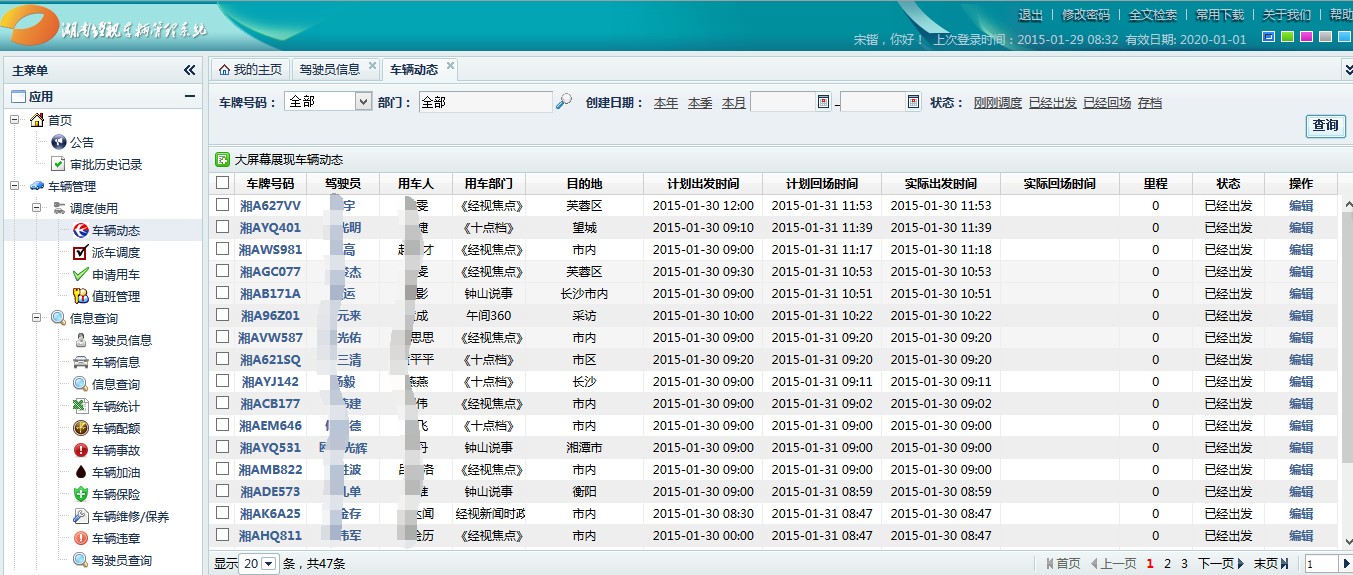 湖南经视车辆管理系统
退出 | 修改密码 | 全文检索 | 常用下载 | 关于我们 | 帮助
宋锴，你好！ 上次登录时间：2015-01-29 08:32 有效日期: 2020-01-01
主菜单
应用
首页
公告
审批历史记录
车辆管理
调度使用
车辆动态
派车调度
申请用车
值班管理
信息查询
驾驶员信息
车辆信息
信息查询
车辆统计
车辆配额
车辆事故
车辆加油
车辆保险
车辆维修/保养
车辆违章
驾驶员查询
我的主页 驾驶员信息 车辆动态
车牌号码： 全部 部门： 全部 创建日期： 本年 本季 本月 - 状态： 刚刚调度 已经出发 已经回场 存档
查询
大屏幕展现车辆动态
车牌号码 驾驶员 用车人 用车部门 目的地 计划出发时间 计划回场时间 实际出发时间 实际回场时间 里程 状态 操作
湘A627VV 宇 雯 《经视焦点》 芙蓉区 2015-01-30 12:00 2015-01-31 11:53 2015-01-30 11:53 0 已经出发 编辑
湘AYQ401 明 《十点档》 望城 2015-01-30 09:10 2015-01-31 11:39 2015-01-30 11:39 0 已经出发 编辑
湘AWS981 高 才 《经视焦点》 市内 2015-01-30 09:00 2015-01-31 11:17 2015-01-30 11:18 0 已经出发 编辑
湘AGC077 杰 雯 《经视焦点》 芙蓉区 2015-01-30 09:30 2015-01-31 10:53 2015-01-30 10:53 0 已经出发 编辑
湘AB171A 运 影 钟山说事 长沙市内 2015-01-30 09:00 2015-01-31 10:51 2015-01-30 10:51 0 已经出发 编辑
湘A96Z01 元来 成 午间360 采访 2015-01-30 10:00 2015-01-31 10:22 2015-01-30 10:22 0 已经出发 编辑
湘AVW587 光佑 思思 《经视焦点》 市内 2015-01-30 09:00 2015-01-31 09:20 2015-01-30 09:20 0 已经出发 编辑
湘A621SQ 三清 平平 《十点档》 市区 2015-01-30 09:20 2015-01-31 09:20 2015-01-30 09:20 0 已经出发 编辑
湘AYJ142 毅 燕 《十点档》 长沙 2015-01-30 09:00 2015-01-31 09:11 2015-01-30 09:11 0 已经出发 编辑
湘ACB177 建 伟 《经视焦点》 市内 2015-01-30 09:00 2015-01-31 09:02 2015-01-30 09:02 0 已经出发 编辑
湘AEM646 德 飞 《十点档》 市内 2015-01-30 09:00 2015-01-31 09:00 2015-01-30 09:00 0 已经出发 编辑
湘AYQ531 光辉 丹 钟山说事 湘潭市 2015-01-30 09:00 2015-01-31 09:00 2015-01-30 09:00 0 已经出发 编辑
湘AMB822 波 《经视焦点》 市内 2015-01-30 09:00 2015-01-31 09:00 2015-01-30 09:00 0 已经出发 编辑
湘ADE573 单 钟山说事 衡阳 2015-01-30 09:00 2015-01-31 08:59 2015-01-30 08:59 0 已经出发 编辑
湘AK6A25 金存 闻 经视新闻时政 市内 2015-01-30 08:30 2015-01-31 08:47 2015-01-30 08:47 0 已经出发 编辑
湘AHQ811 军 历 《经视焦点》 市内 2015-01-30 00:00 2015-01-31 08:47 2015-01-30 08:47 0 已经出发 编辑
显示 20 条，共47条 首页 上一页 1 2 3 下一页 末页 1